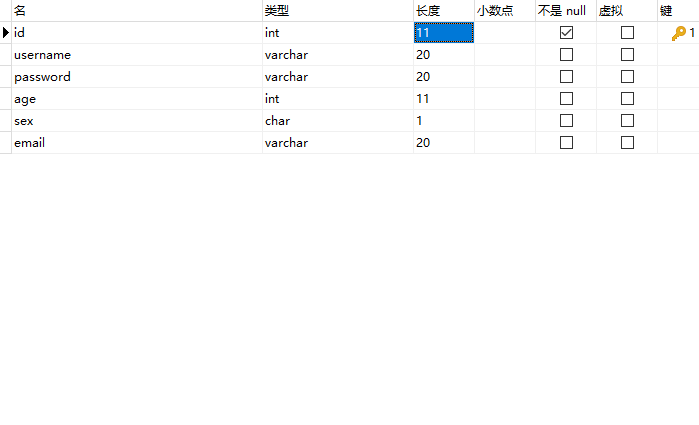 名 类型 长度 小数点 不是 null 虚拟 键
id int 11 1
username varchar 20
password varchar 20
age int 11
sex char 1
email varchar 20